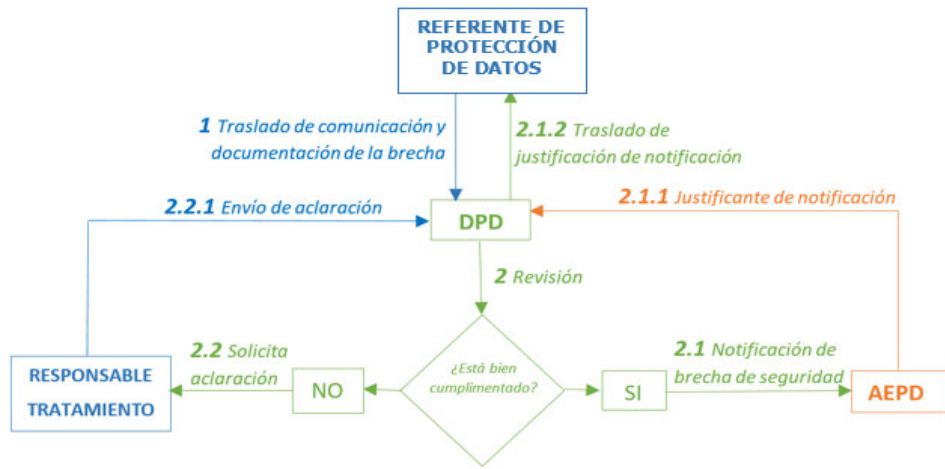 REFERENTE DE
PROTECCIÓN
DE DATOS
1 Traslado de comunicación y
documentación de la brecha
2.1.2 Traslado de
justificación de notificación
2.2.1 Envío de aclaración
2.1.1 Justificante de notificación
DPD
2 Revisión
2.2 Solicita
aclaración
¿Está bien
cumplimentado?
2.1 Notificación de
brecha de seguridad
RESPONSABLE
TRATAMIENTO
NO
SI
AEPD